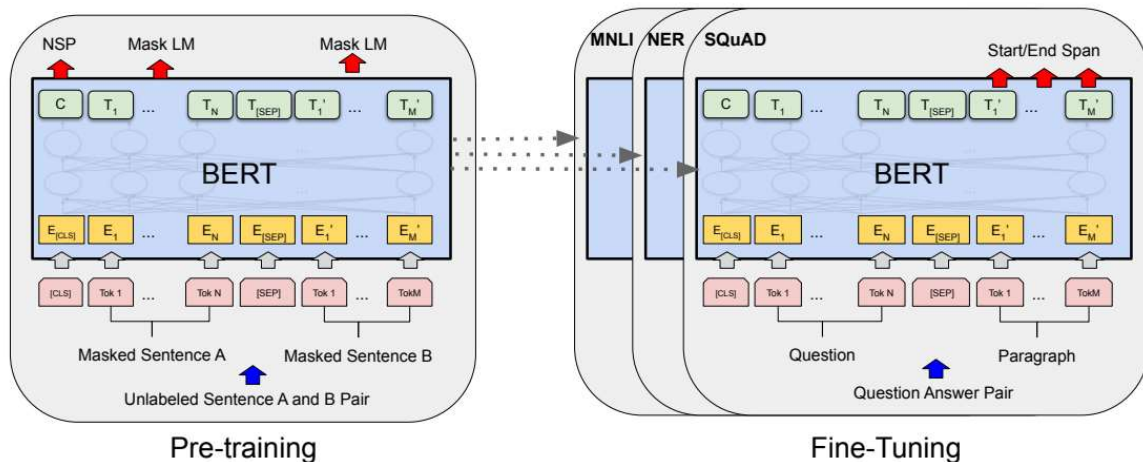 NSP Mask LM Mask LM
C T1 ... TN T[SEP] T1' ... TM'
BERT
E[CLS] E1 ... EN E[SEP] E1' ... EM'
[CLS] Tok 1 ... Tok N [SEP] Tok 1 ... TokM
Masked Sentence A Masked Sentence B
Unlabeled Sentence A and B Pair
Pre-training
MNLI NER SQuAD
Start/End Span
C T1 ... TN T[SEP] T1' ... TM'
BERT
E[CLS] E1 ... EN E[SEP] E1' ... EM'
[CLS] Tok 1 ... Tok N [SEP] Tok 1 ... TokM
Question Paragraph
Question Answer Pair
Fine-Tuning